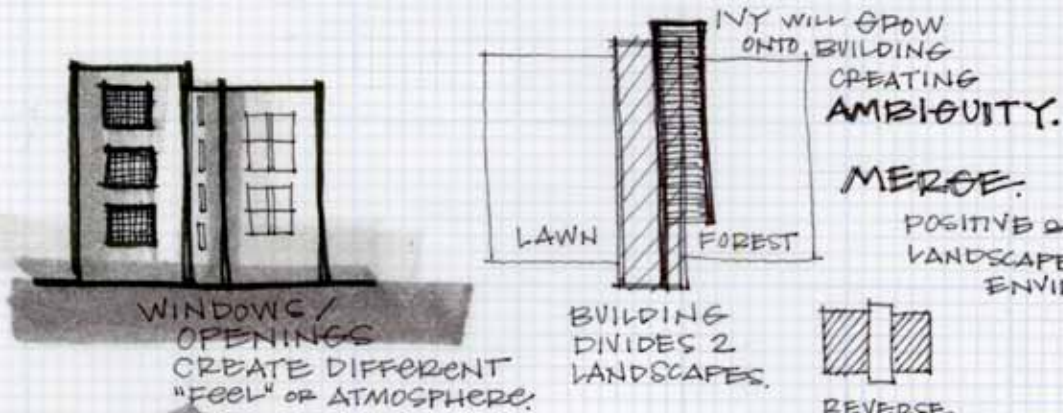 IVY WILL GROW
ONTO BUILDING
CREATING
AMBIGUITY.
MERGE.
POSITIVE &
LANDSCAPE
LAWN
FOREST
WINDOWS/
OPENINGS
CREATE DIFFERENT
"FEEL" OR ATMOSPHERE.
BUILDING
DIVIDES 2
LANDSCAPES.
REVERSE